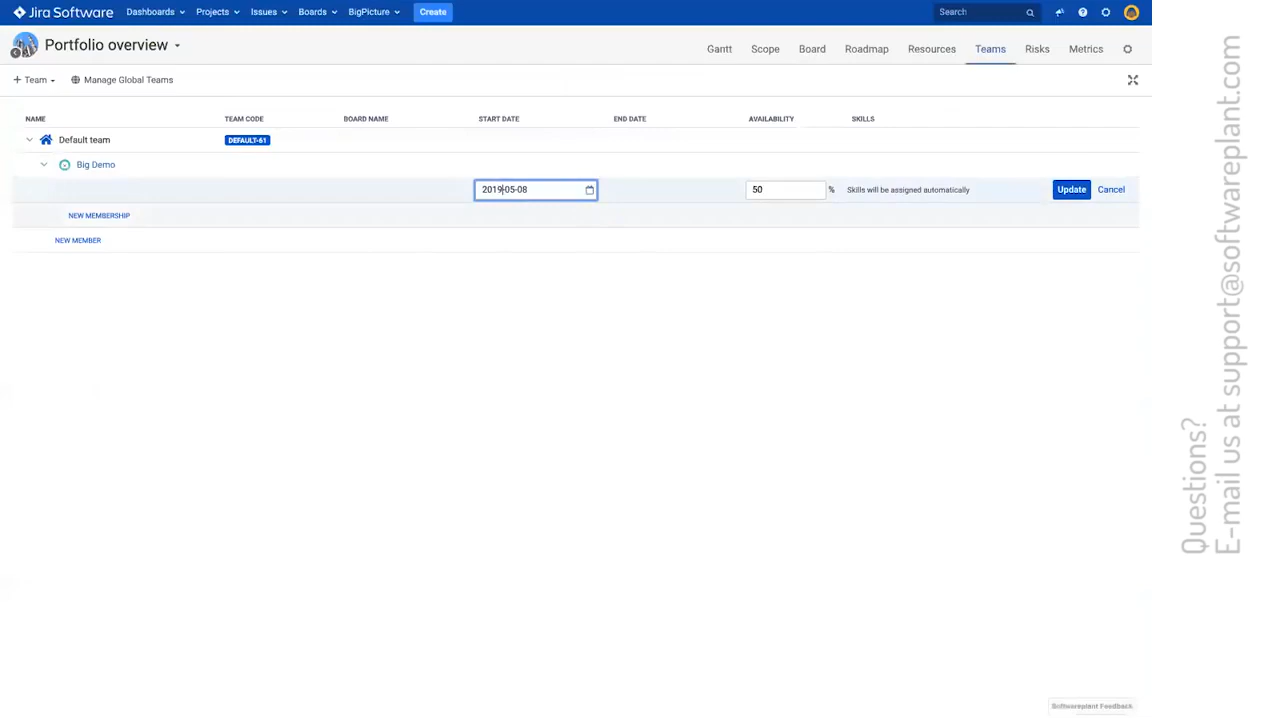 Jira Software Dashboards Projects Issues Boards BigPicture Create Search
Portfolio overview
Gantt Scope Board Roadmap Resources Teams Risks Metrics
+ Team Manage Global Teams
NAME TEAM CODE BOARD NAME START DATE END DATE AVAILABILITY SKILLS
Default team DEFAULT-61
Big Demo
2019-05-08 50 % Skills will be assigned automatically Update Cancel
NEW MEMBERSHIP
NEW MEMBER
Softwareplant Feedback
Questions?
E-mail us at support@softwareplant.com